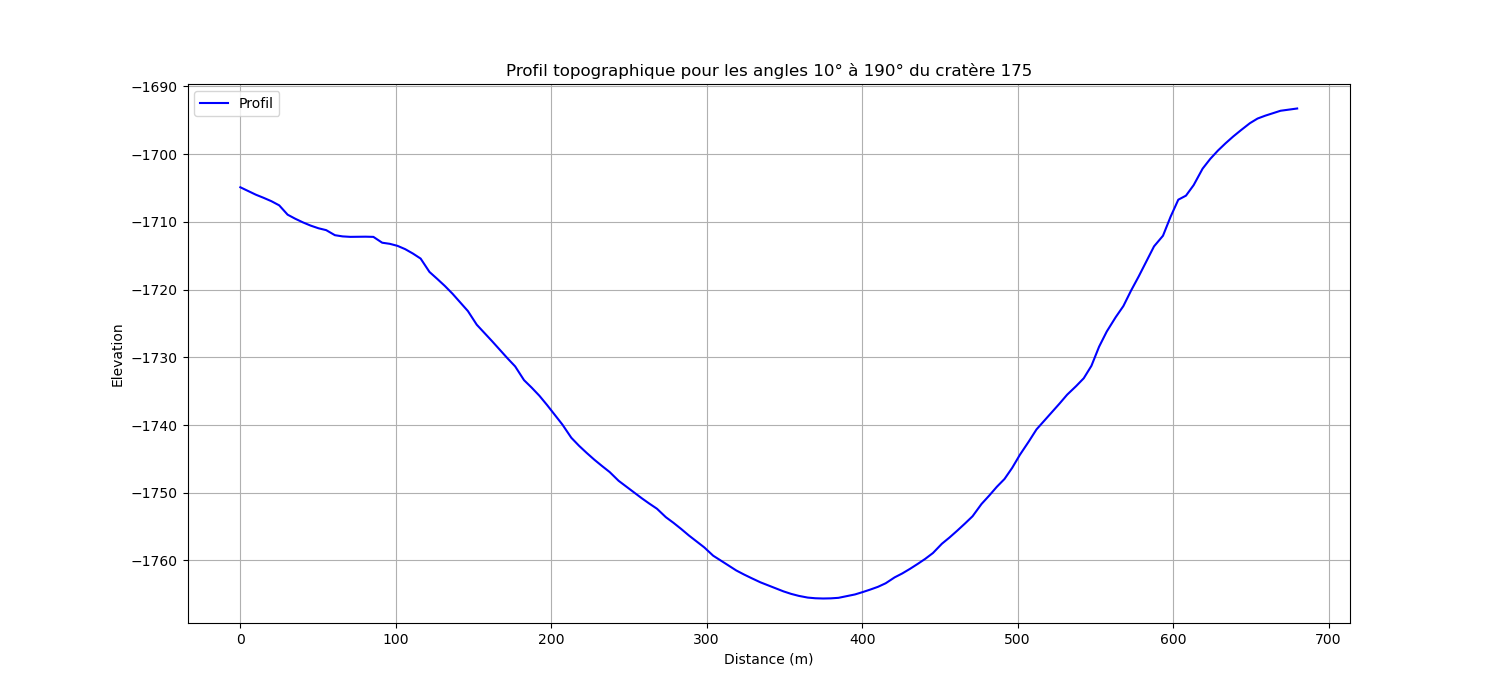 Profil topographique pour les angles 10° à 190° du cratère 175
Profil
Elevation
−1690
−1700
−1710
−1720
−1730
−1740
−1750
−1760
0 100 200 300 400 500 600 700
Distance (m)